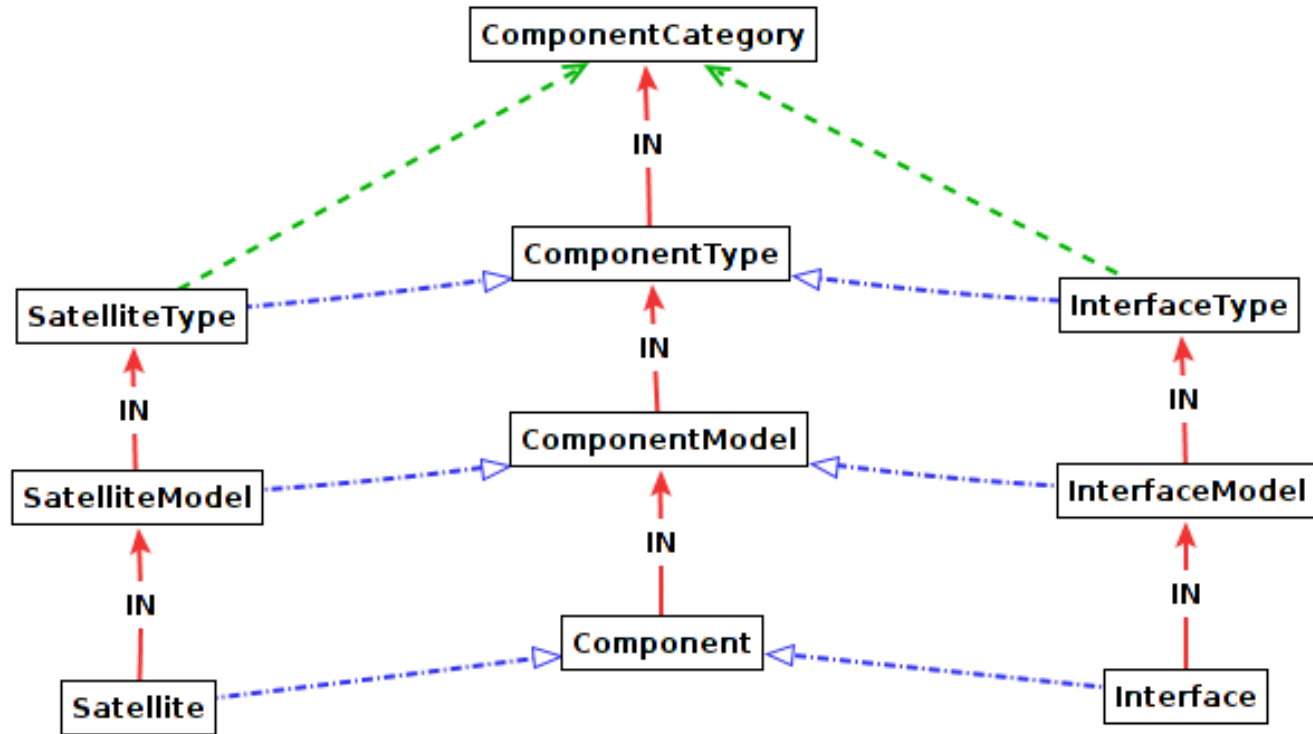 ComponentCategory
IN
ComponentType
SatelliteType
InterfaceType
IN
IN
IN
ComponentModel
SatelliteModel
InterfaceModel
IN
IN
IN
Component
Satellite
Interface